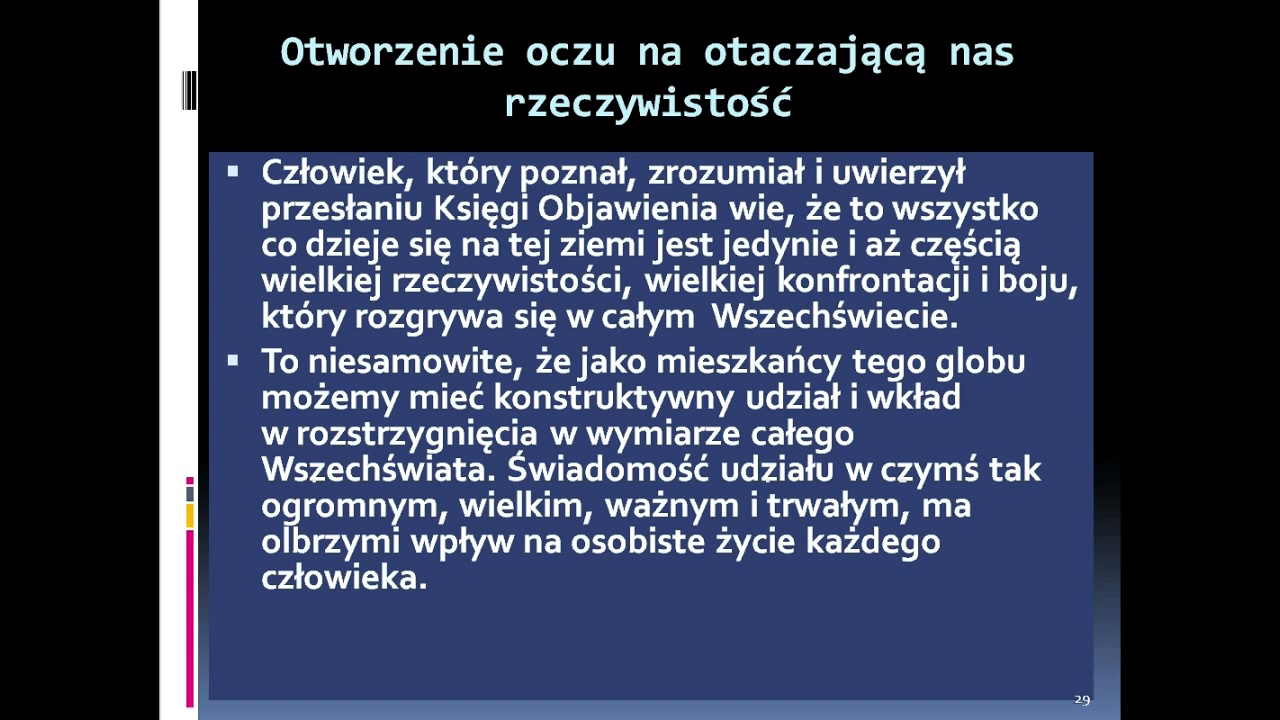 Otworzenie oczu na otaczającą nas
rzeczywistość
▪ Człowiek, który poznał, zrozumiał i uwierzył
przesłaniu Księgi Objawienia wie, że to wszystko
co dzieje się na tej ziemi jest jedynie i aż częścią
wielkiej rzeczywistości, wielkiej konfrontacji i boju,
który rozgrywa się w całym Wszechświecie.
▪ To niesamowite, że jako mieszkańcy tego globu
możemy mieć konstruktywny udział i wkład
w rozstrzygnięcia w wymiarze całego
Wszechświata. Świadomość udziału w czymś tak
ogromnym, wielkim, ważnym i trwałym, ma
olbrzymi wpływ na osobiste życie każdego
człowieka.
29